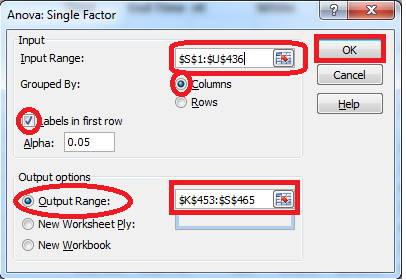 Anova: Single Factor
Input
Input Range:
$S$1:$U$436
OK
Grouped By:
Columns
Cancel
Rows
Help
Labels in first row
Alpha:
0.05
Output options
Output Range:
$K$453:$S$465
New Worksheet Ply:
New Workbook